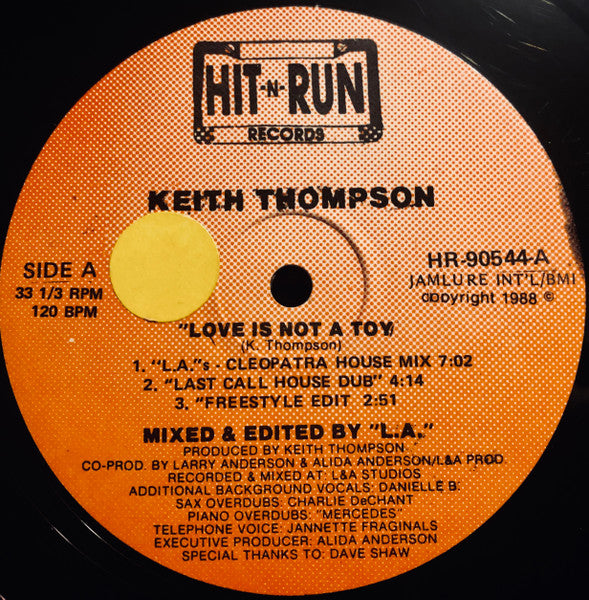 HIT-N-RUN
RECORDS
KEITH THOMPSON
SIDE A
33 1/3 RPM
120 BPM
HR-90544-A
JAMLURE INT'L/BMI
copyright 1988 ©
"LOVE IS NOT A TOY
(K. Thompson)
1. "L.A."s - CLEOPATRA HOUSE MIX 7:02
2. "LAST CALL HOUSE DUB" 4:14
3. "FREESTYLE EDIT 2:51
MIXED & EDITED BY "L.A."
PRODUCED BY KEITH THOMPSON "
CO-PROD. BY LARRY ANDERSON & ALIDA ANDERSON/L&A PROD.
RECORDED & MIXED AT: L&A STUDIOS
ADDITIONAL BACKGROUND VOCALS: DANIELLE B.
SAX OVERDUBS: CHARLIE DeCHANT
PIANO OVERDUBS: "MERCEDES"
TELEPHONE VOICE: JANNETTE FRAGINALS
EXECUTIVE PRODUCER: ALIDA ANDERSON
SPECIAL THANKS TO: DAVE SHAW